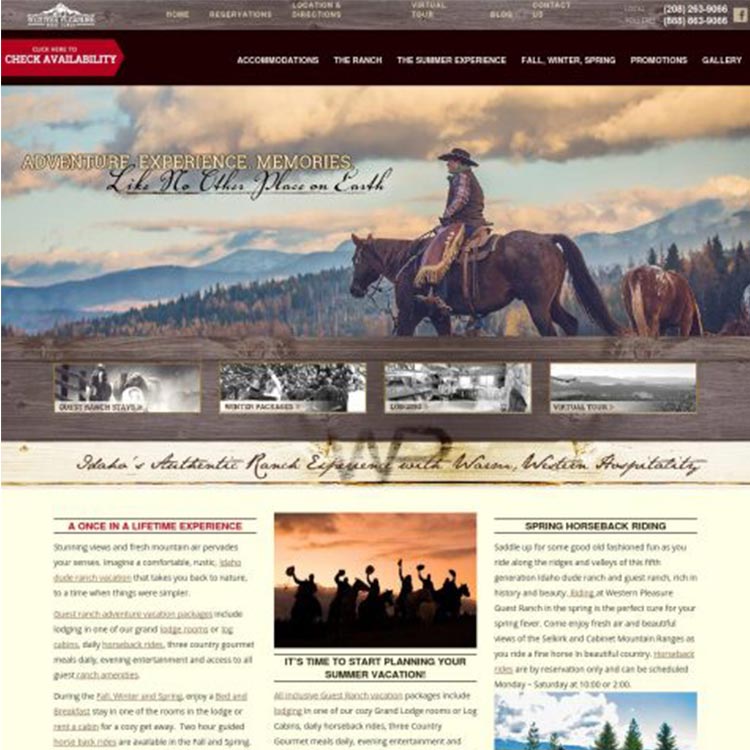 WESTERN PLEASURE
HOME
RESERVATIONS
LOCATION &
DIRECTIONS
VIRTUAL
TOUR
BLOG
CONTACT
US
LOCAL (208) 263-9066
TOLL FREE (888) 863-9066
CLICK HERE TO
CHECK AVAILABILITY
ACCOMMODATIONS THE RANCH THE SUMMER EXPERIENCE FALL, WINTER, SPRING PROMOTIONS GALLERY
ADVENTURE. EXPERIENCE. MEMORIES.
Like No Other Place on Earth
GUEST RANCH STAYS > WINTER PACKAGES > LODGING > VIRTUAL TOUR >
WP
Idaho's Authentic Ranch Experience with Warm, Western Hospitality
A ONCE IN A LIFETIME EXPERIENCE
Stunning views and fresh mountain air pervades
your senses. Imagine a comfortable, rustic, Idaho
dude ranch vacation that takes you back to nature,
to a time when things were simpler.
Guest ranch adventure vacation packages include
lodging in one of our grand lodge rooms or log
cabins, daily horseback rides, three country gourmet
meals daily, evening entertainment and access to all
guest ranch amenities.
During the Fall, Winter and Spring, enjoy a Bed and
Breakfast stay in one of the rooms in the lodge or
rent a cabin for a cozy get away. Two hour guided
horse back rides are available in the Fall and Spring.
IT'S TIME TO START PLANNING YOUR
SUMMER VACATION!
All inclusive Guest Ranch vacation packages include
lodging in one of our cozy Grand Lodge rooms or Log
Cabins, daily horseback rides, three Country
Gourmet meals daily, evening entertainment and
SPRING HORSEBACK RIDING
Saddle up for some good old fashioned fun as you
ride along the ridges and valleys of this fifth
generation Idaho dude ranch and guest ranch, rich in
history and beauty. Riding at Western Pleasure
Guest Ranch in the spring is the perfect cure for your
spring fever. Come enjoy fresh air and beautiful
views of the Selkirk and Cabinet Mountain Ranges as
you ride a fine horse in beautiful country. Horseback
rides are by reservation only and can be scheduled
Monday – Saturday at 10:00 or 2:00.